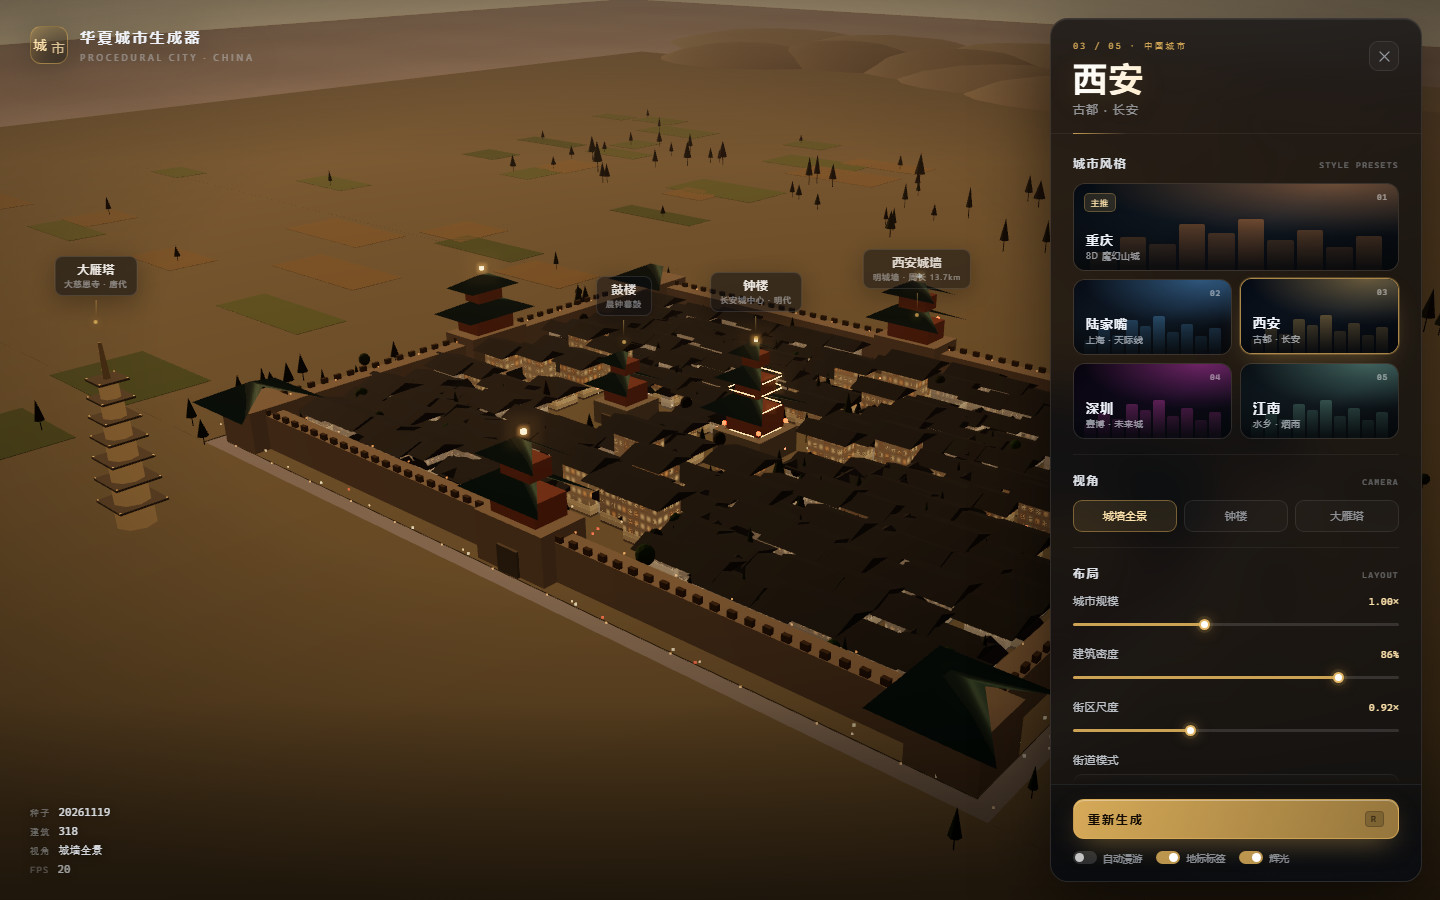 城市
华夏城市生成器
PROCEDURAL CITY · CHINA
大雁塔
大慈恩寺 · 唐代
鼓楼
晨钟暮鼓
钟楼
长安城中心 · 明代
西安城墙
明城墙 · 周长 13.7km
种子 20261119
建筑 318
视角 城墙全景
FPS 20
03 / 05 · 中国城市
西安
古都 · 长安
城市风格 STYLE PRESETS
主推
01
重庆
8D 魔幻山城
02
陆家嘴
上海 · 天际线
03
西安
古都 · 长安
04
深圳
赛博 · 未来城
05
江南
水乡 · 烟雨
视角 CAMERA
城墙全景 钟楼 大雁塔
布局 LAYOUT
城市规模 1.00×
建筑密度 86%
街区尺度 0.92×
街道模式
重新生成 R
自动漫游 地标标签 辉光